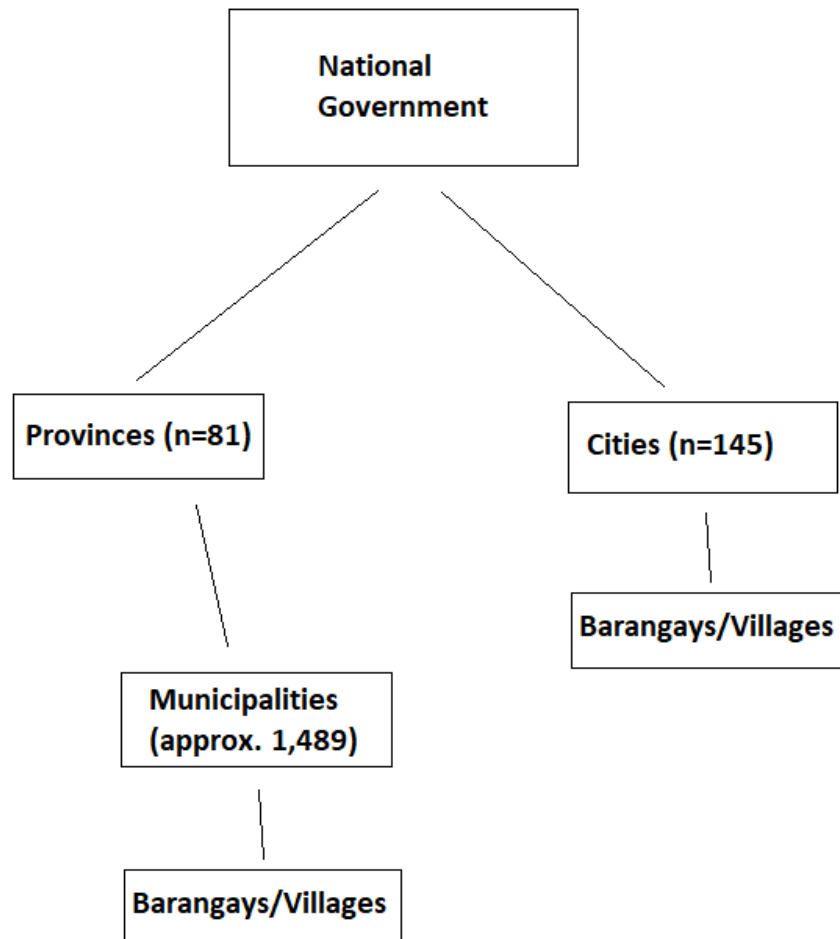 National
Government
Provinces (n=81)
Cities (n=145)
Barangays/Villages
Municipalities
(approx. 1,489)
Barangays/Villages